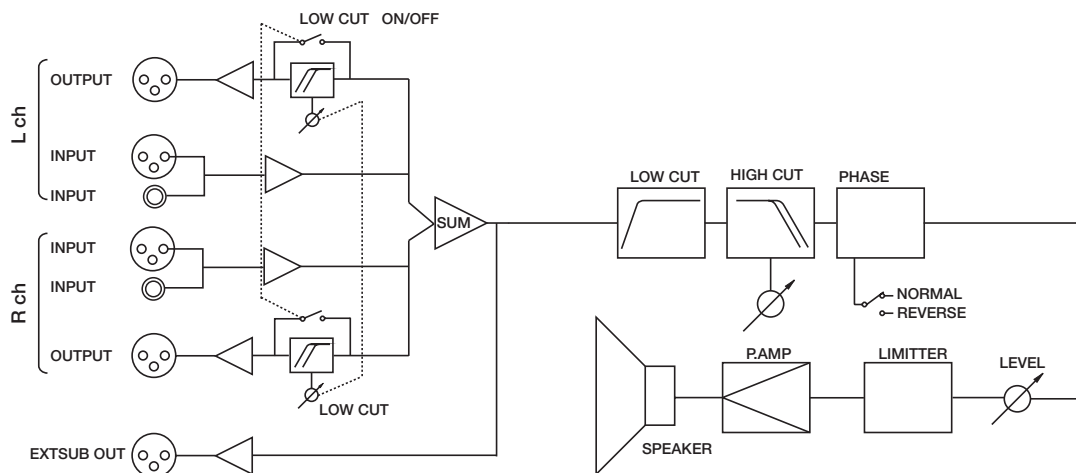 LOW CUT ON/OFF
L ch
OUTPUT
INPUT
INPUT
R ch
INPUT
INPUT
OUTPUT
LOW CUT
EXTSUB OUT
SUM
LOW CUT
HIGH CUT
PHASE
NORMAL
REVERSE
SPEAKER
P.AMP
LIMITTER
LEVEL